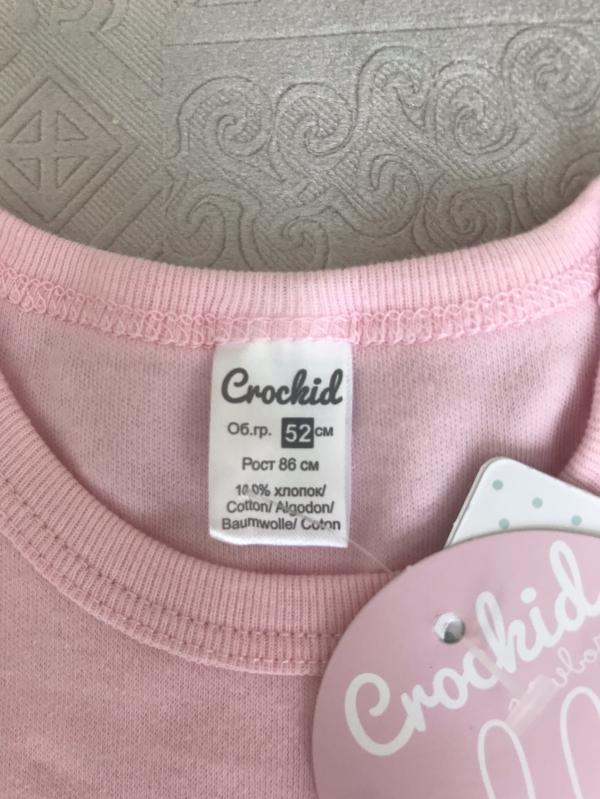 Crockid
Об.гр. 52 см
Рост 86 см
100% хлопок/
Cotton/ Algodon/
Baumwolle/ Coton
Crockid